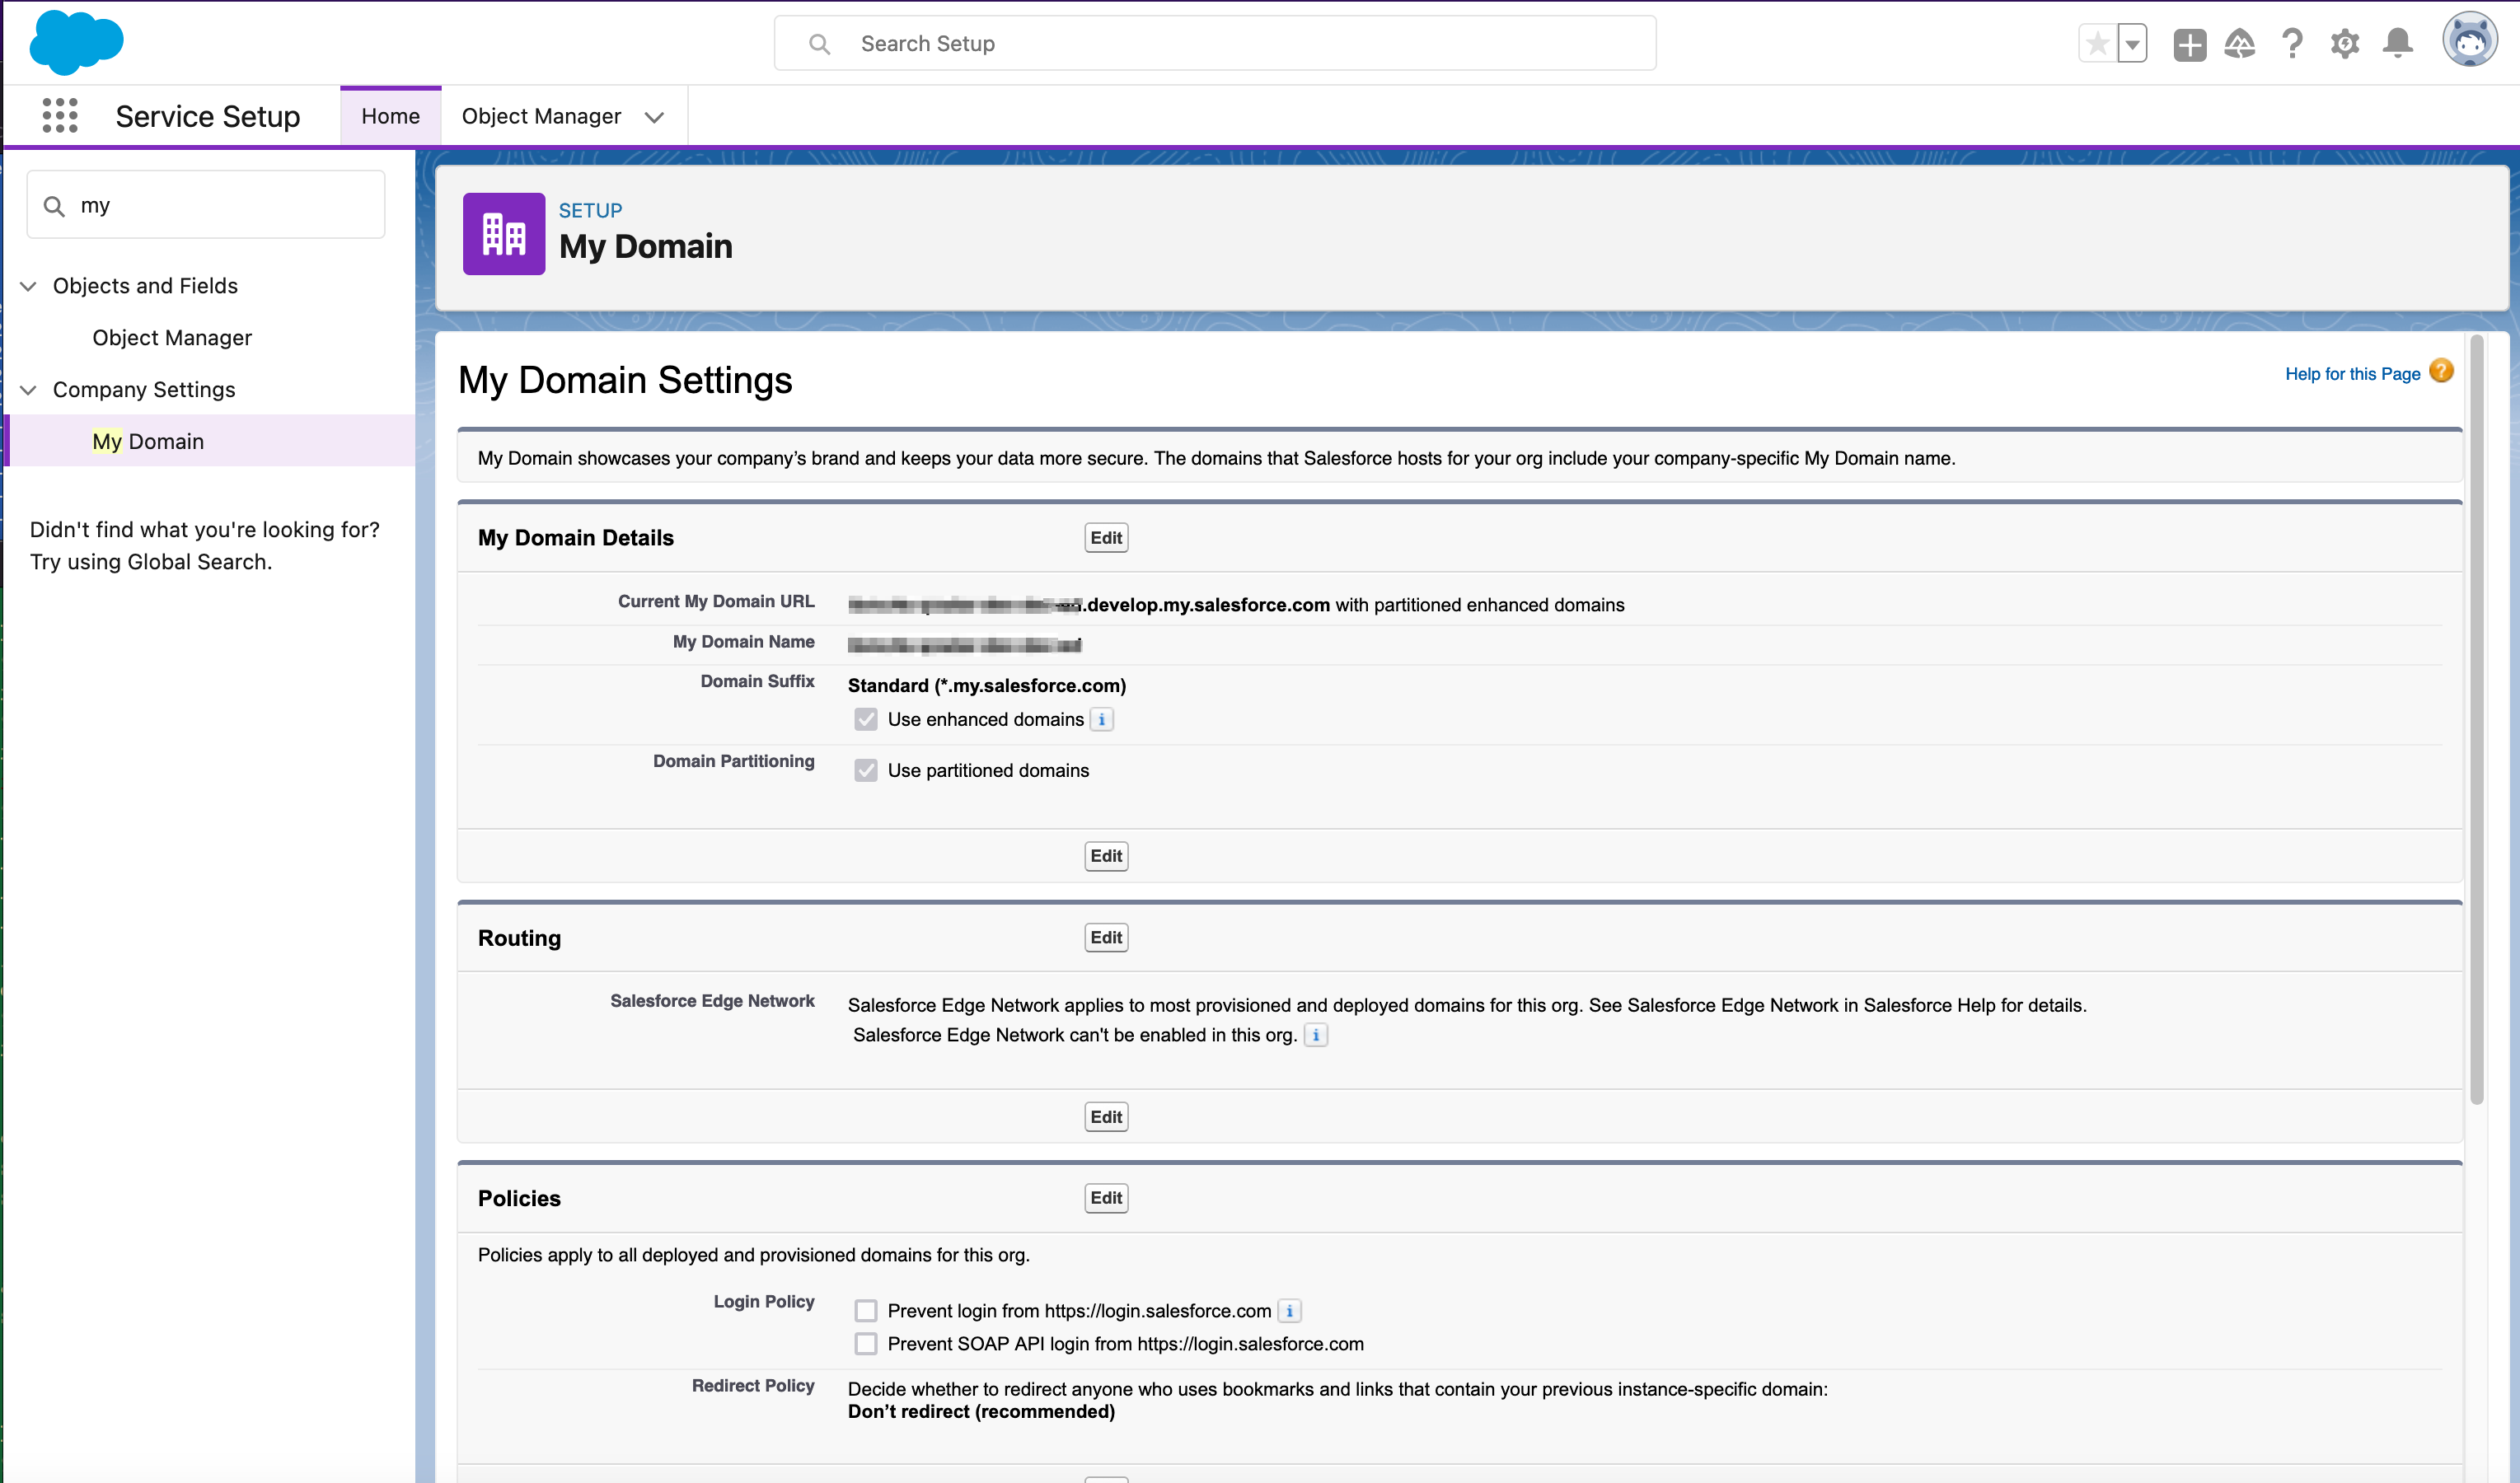 Search Setup
Service Setup
Home
Object Manager
my
Objects and Fields
Object Manager
Company Settings
My Domain
Didn't find what you're looking for?
Try using Global Search.
SETUP
My Domain
My Domain Settings
Help for this Page
My Domain showcases your company’s brand and keeps your data more secure. The domains that Salesforce hosts for your org include your company-specific My Domain name.
My Domain Details
Edit
Current My Domain URL
.develop.my.salesforce.com with partitioned enhanced domains
My Domain Name
Domain Suffix
Standard (*.my.salesforce.com)
Use enhanced domains
Domain Partitioning
Use partitioned domains
Edit
Routing
Edit
Salesforce Edge Network
Salesforce Edge Network applies to most provisioned and deployed domains for this org. See Salesforce Edge Network in Salesforce Help for details.
Salesforce Edge Network can't be enabled in this org.
Edit
Policies
Edit
Policies apply to all deployed and provisioned domains for this org.
Login Policy
Prevent login from https://login.salesforce.com
Prevent SOAP API login from https://login.salesforce.com
Redirect Policy
Decide whether to redirect anyone who uses bookmarks and links that contain your previous instance-specific domain:
Don’t redirect (recommended)